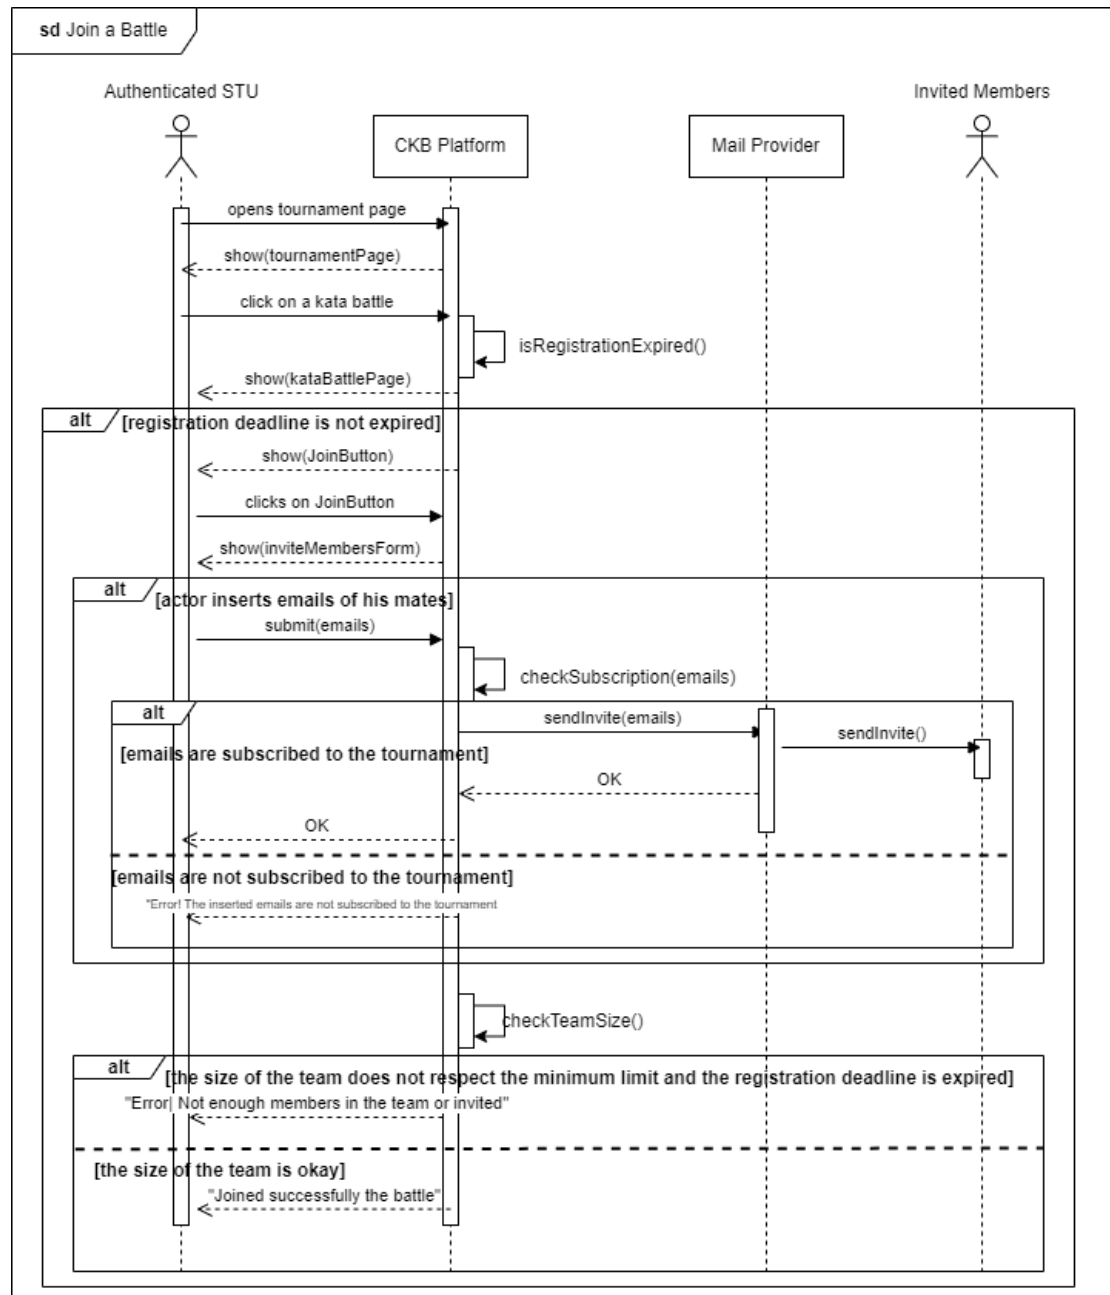 sd Join a Battle
Authenticated STU
Invited Members
CKB Platform
Mail Provider
opens tournament page
show(tournamentPage)
click on a kata battle
isRegistrationExpired()
show(kataBattlePage)
alt
[registration deadline is not expired]
show(JoinButton)
clicks on JoinButton
show(inviteMembersForm)
alt
[actor inserts emails of his mates]
submit(emails)
checkSubscription(emails)
alt
sendInvite(emails)
sendInvite()
[emails are subscribed to the tournament]
OK
OK
[emails are not subscribed to the tournament]
"Error! The inserted emails are not subscribed to the tournament
checkTeamSize()
alt
[the size of the team does not respect the minimum limit and the registration deadline is expired]
"Error| Not enough members in the team or invited"
[the size of the team is okay]
"Joined successfully the battle"